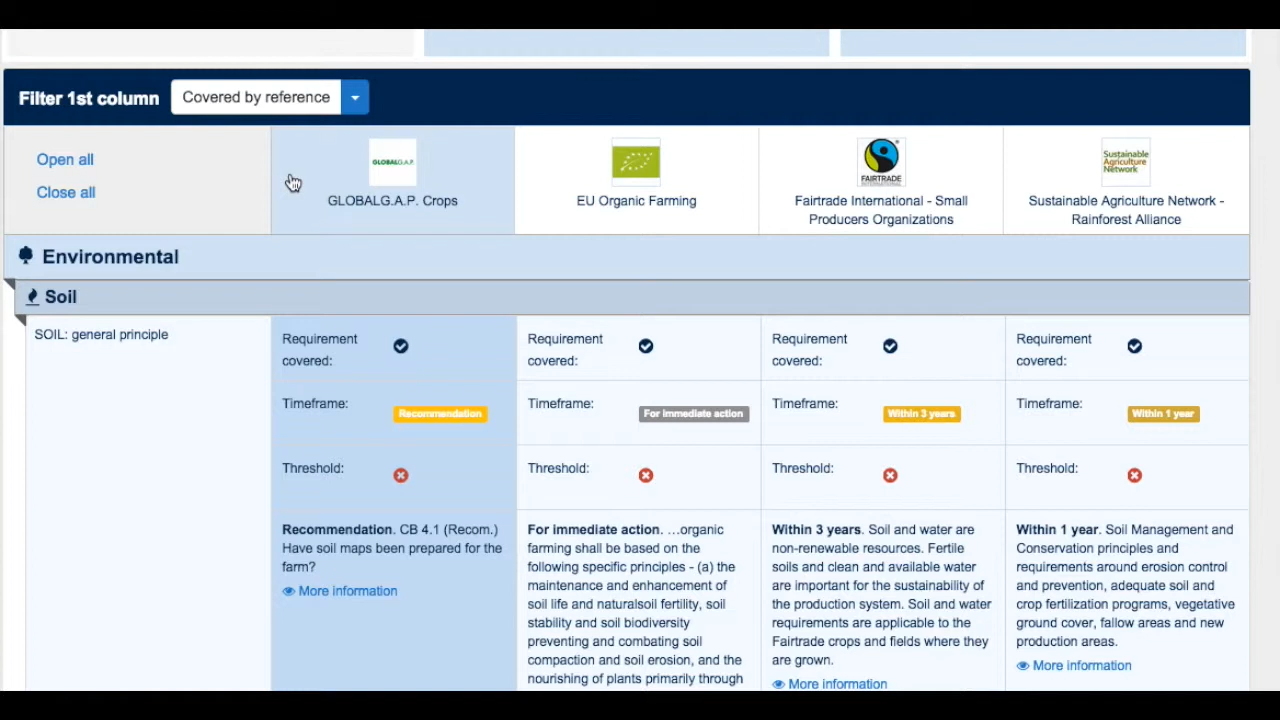 Filter 1st column
Covered by reference
Open all
Close all
GLOBALG.A.P.
GLOBALG.A.P. Crops
EU Organic Farming
FAIRTRADE
INTERNATIONAL
Fairtrade International - Small
Producers Organizations
Sustainable
Agriculture
Network
Sustainable Agriculture Network -
Rainforest Alliance
Environmental
Soil
SOIL: general principle
Requirement
covered:
Timeframe:
Recommendation
Threshold:
Recommendation. CB 4.1 (Recom.)
Have soil maps been prepared for the
farm?
More information
Requirement
covered:
Timeframe:
For immediate action
Threshold:
For immediate action. …organic
farming shall be based on the
following specific principles - (a) the
maintenance and enhancement of
soil life and naturalsoil fertility, soil
stability and soil biodiversity
preventing and combating soil
compaction and soil erosion, and the
nourishing of plants primarily through
Requirement
covered:
Timeframe:
Within 3 years
Threshold:
Within 3 years. Soil and water are
non-renewable resources. Fertile
soils and clean and available water
are important for the sustainability of
the production system. Soil and water
requirements are applicable to the
Fairtrade crops and fields where they
are grown.
More information
Requirement
covered:
Timeframe:
Within 1 year
Threshold:
Within 1 year. Soil Management and
Conservation principles and
requirements around erosion control
and prevention, adequate soil and
crop fertilization programs, vegetative
ground cover, fallow areas and new
production areas.
More information